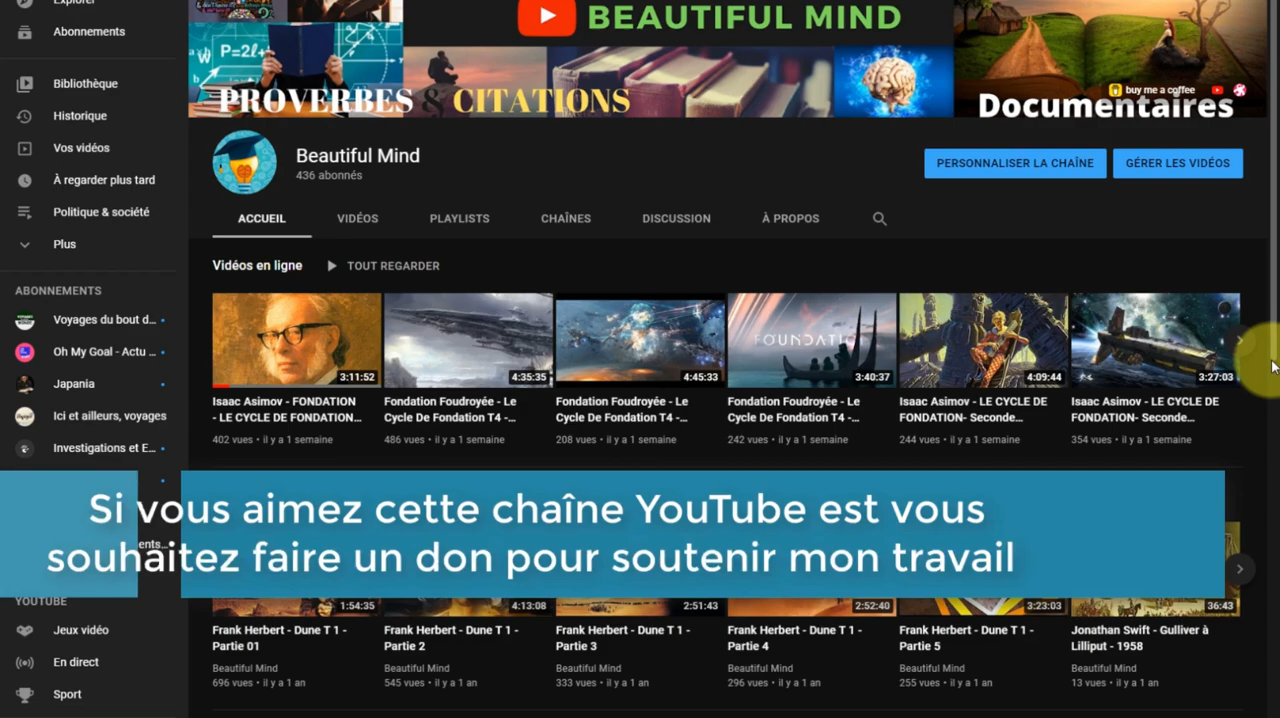 Explorer
Abonnements
Bibliothèque
Historique
Vos vidéos
À regarder plus tard
Politique & société
Plus
ABONNEMENTS
Voyages du bout d...
Oh My Goal - Actu ...
Japania
Ici et ailleurs, voyages
Investigations et E...
ents...
YOUTUBE
Jeux vidéo
En direct
Sport
BEAUTIFUL MIND
P=2ℓ+
PROVERBES & CITATIONS
buy me a coffee
Documentaires
Beautiful Mind
436 abonnés
PERSONNALISER LA CHAÎNE
GÉRER LES VIDÉOS
ACCUEIL VIDÉOS PLAYLISTS CHAÎNES DISCUSSION À PROPOS
Vidéos en ligne TOUT REGARDER
FOUNDATI
3:11:52 4:35:35 4:45:33 3:40:37 4:09:44 3:27:03
Isaac Asimov - FONDATION
- LE CYCLE DE FONDATION...
402 vues • il y a 1 semaine
Fondation Foudroyée - Le
Cycle De Fondation T4 -...
486 vues • il y a 1 semaine
Fondation Foudroyée - Le
Cycle De Fondation T4 -...
208 vues • il y a 1 semaine
Fondation Foudroyée - Le
Cycle De Fondation T4 -...
242 vues • il y a 1 semaine
Isaac Asimov - LE CYCLE DE
FONDATION- Seconde...
244 vues • il y a 1 semaine
Isaac Asimov - LE CYCLE DE
FONDATION- Seconde...
354 vues • il y a 1 semaine
Si vous aimez cette chaîne YouTube est vous
souhaitez faire un don pour soutenir mon travail
1:54:35 4:13:08 2:51:43 2:52:40 3:23:03 36:43
Frank Herbert - Dune T 1 -
Partie 01
Beautiful Mind
696 vues • il y a 1 an
Frank Herbert - Dune T 1 -
Partie 2
Beautiful Mind
545 vues • il y a 1 an
Frank Herbert - Dune T 1 -
Partie 3
Beautiful Mind
333 vues • il y a 1 an
Frank Herbert - Dune T 1 -
Partie 4
Beautiful Mind
296 vues • il y a 1 an
Frank Herbert - Dune T 1 -
Partie 5
Beautiful Mind
255 vues • il y a 1 an
Jonathan Swift - Gulliver à
Lilliput - 1958
Beautiful Mind
13 vues • il y a 1 an